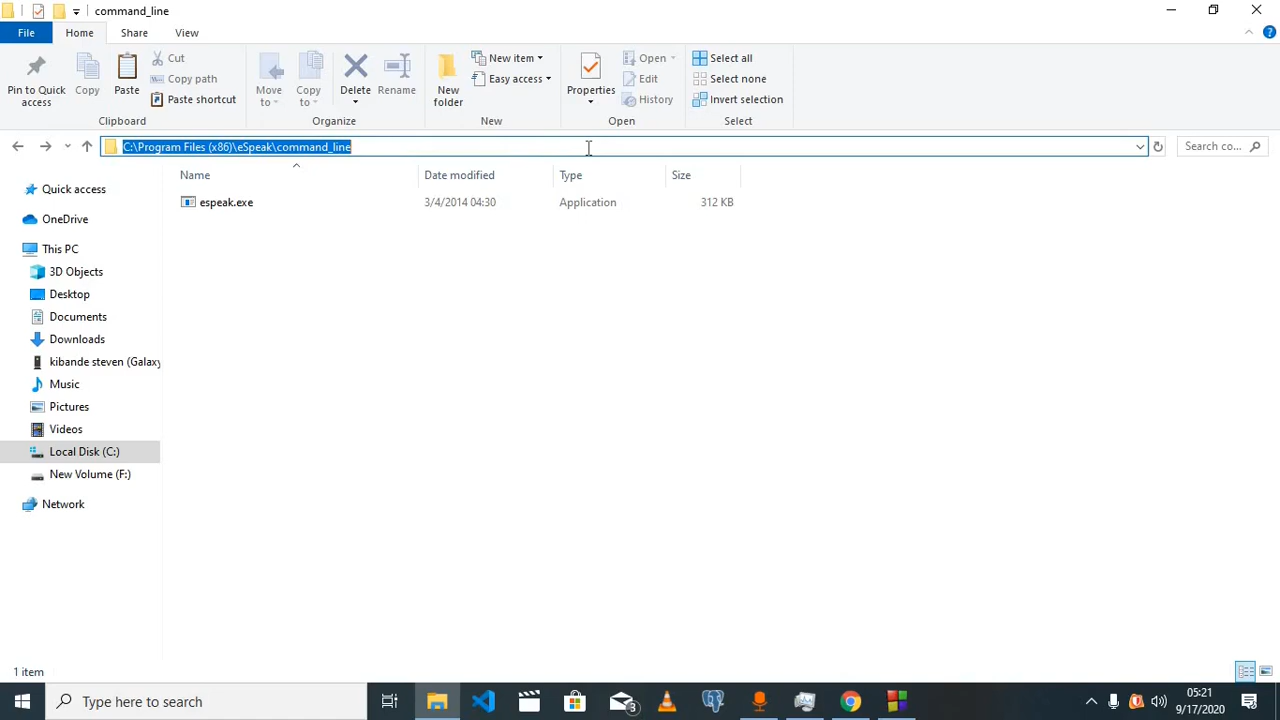 command_line
File Home Share View
Pin to Quick access
Copy
Paste
Cut
Copy path
Paste shortcut
Clipboard
Move to
Copy to
Delete
Rename
Organize
New folder
New item
Easy access
New
Properties
Open
Edit
History
Open
Select all
Select none
Invert selection
Select
C:\Program Files (x86)\eSpeak\command_line
Search co...
Name Date modified Type Size
espeak.exe 3/4/2014 04:30 Application 312 KB
Quick access
OneDrive
This PC
3D Objects
Desktop
Documents
Downloads
kibande steven (Galaxy
Music
Pictures
Videos
Local Disk (C:)
New Volume (F:)
Network
1 item
Type here to search
3
05:21
9/17/2020